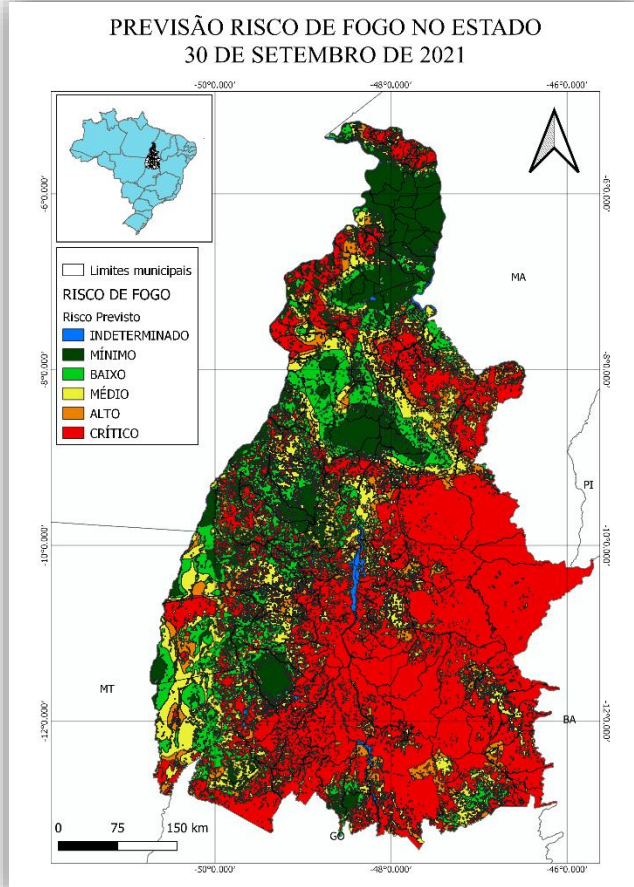 PREVISÃO RISCO DE FOGO NO ESTADO
30 DE SETEMBRO DE 2021
-50°0.000' -48°0.000' -46°0.000'
-6°0.000' -6°0.000'
MA
Limites municipais
RISCO DE FOGO
Risco Previsto
INDETERMINADO
MÍNIMO
BAIXO
MÉDIO
ALTO
CRÍTICO
-8°0.000' -8°0.000'
PI
-10°0.000' -10°0.000'
MT
BA
-12°0.000' -12°0.000'
GO
0 75 150 km
-50°0.000' -48°0.000' -46°0.000'